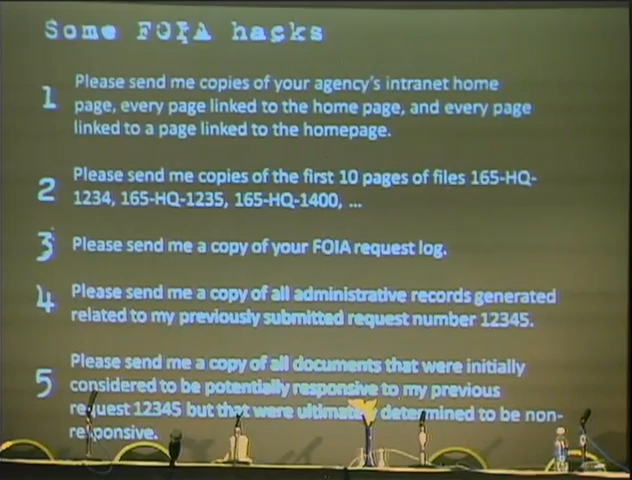 Some FOIA hacks
1 Please send me copies of your agency's intranet home
page, every page linked to the home page, and every page
linked to a page linked to the homepage.
2 Please send me copies of the first 10 pages of files 165-HQ-
1234, 165-HQ-1235, 165-HQ-1400, ...
3 Please send me a copy of your FOIA request log.
4 Please send me a copy of all administrative records generated
related to my previously submitted request number 12345.
5 Please send me a copy of all documents that were initially
considered to be potentially responsive to my previous
request 12345 but that were ultimately determined to be non-
responsive.